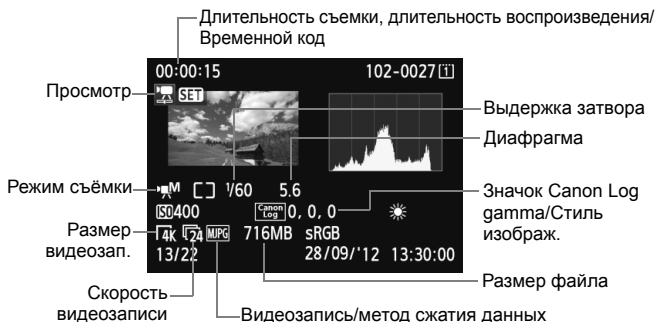 Длительность съемки, длительность воспроизведения/
Временной код
00:00:15 102-0027
Просмотр
SET
Выдержка затвора
Диафрагма
Режим съёмки
M 1/60 5.6
Значок Canon Log
gamma/Стиль
изображ.
ISO400 Canon Log 0, 0, 0
Размер
видеозап.
4K 24 MJPG 716MB sRGB
13/22 28/09/'12 13:30:00
Размер файла
Скорость
видеозаписи
Видеозапись/метод сжатия данных